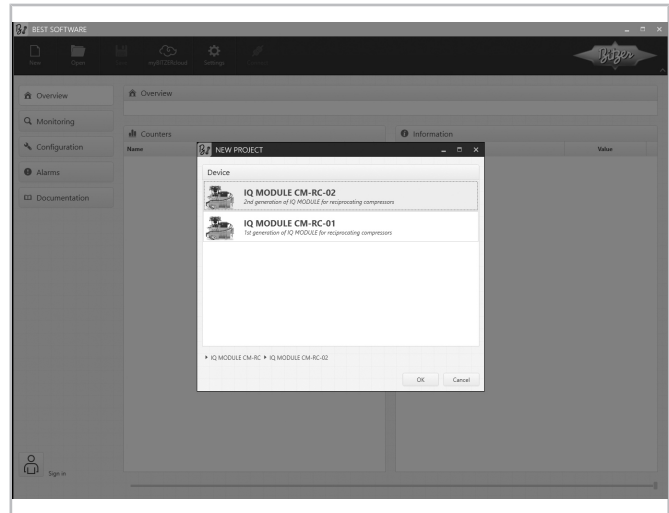 BEST SOFTWARE
New Open Save myBITZERcloud Settings
Bitzer
Overview
Monitoring
Configuration
Alarms
Documentation
Overview
Counters
Name
Information
Value
NEW PROJECT
Device
IQ MODULE CM-RC-02
2nd generation of IQ MODULE for reciprocating compressors
IQ MODULE CM-RC-01
1st generation of IQ MODULE for reciprocating compressors
IQ MODULE CM-RC IQ MODULE CM-RC-02
OK Cancel
Sign in